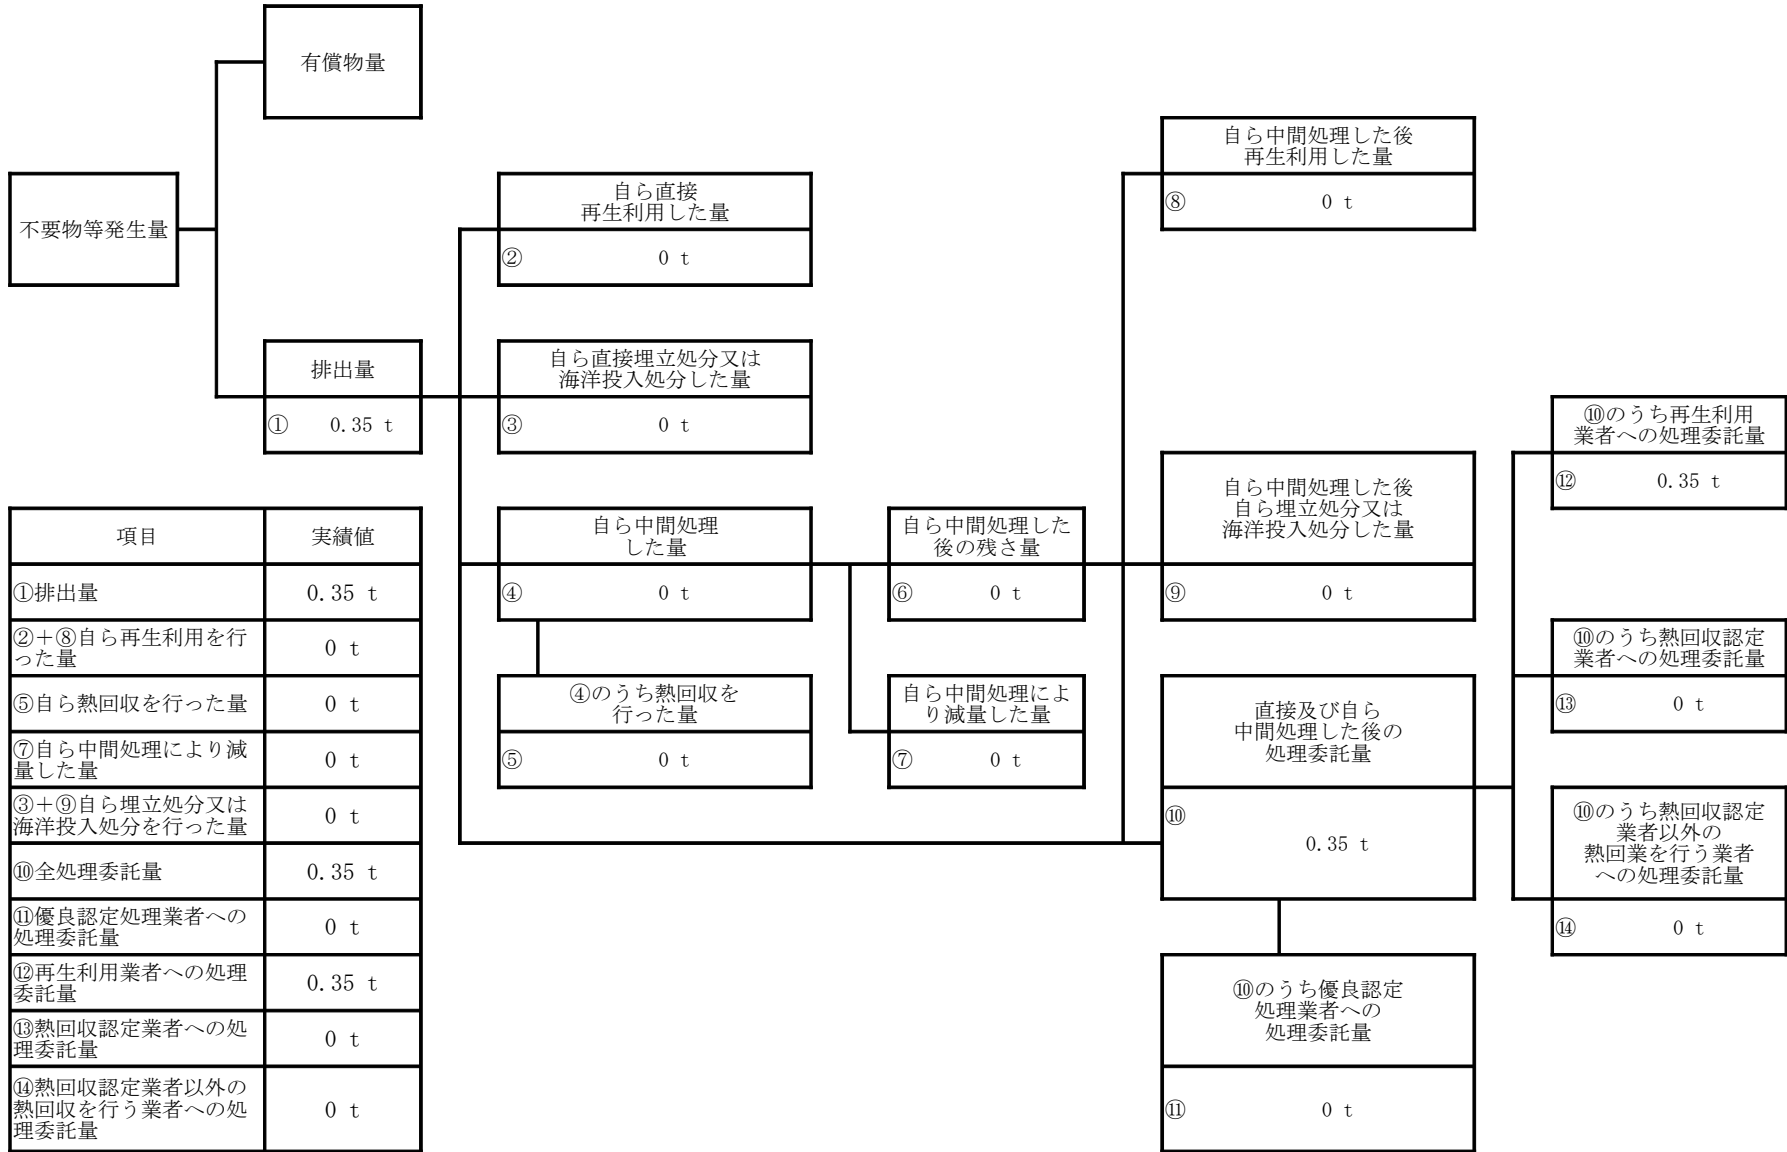 有償物量
不要物等発生量
排出量
① 0.35 t
自ら直接
再生利用した量
② 0 t
自ら直接埋立処分又は
海洋投入処分した量
③ 0 t
自ら中間処理
した量
④ 0 t
④のうち熱回収を
行った量
⑤ 0 t
自ら中間処理した
後の残さ量
⑥ 0 t
自ら中間処理によ
り減量した量
⑦ 0 t
自ら中間処理した後
再生利用した量
⑧ 0 t
自ら中間処理した後
自ら埋立処分又は
海洋投入処分した量
⑨ 0 t
直接及び自ら
中間処理した後の
処理委託量
⑩
0.35 t
⑩のうち優良認定
処理業者への
処理委託量
⑪ 0 t
⑩のうち再生利用
業者への処理委託量
⑫ 0.35 t
⑩のうち熱回収認定
業者への処理委託量
⑬ 0 t
⑩のうち熱回収認定
業者以外の
熱回業を行う業者
への処理委託量
⑭ 0 t
項目 実績値
①排出量 0.35 t
②＋⑧自ら再生利用を行
った量 0 t
⑤自ら熱回収を行った量 0 t
⑦自ら中間処理により減
量した量 0 t
③＋⑨自ら埋立処分又は
海洋投入処分を行った量 0 t
⑩全処理委託量 0.35 t
⑪優良認定処理業者への
処理委託量 0 t
⑫再生利用業者への処理
委託量 0.35 t
⑬熱回収認定業者への処
理委託量 0 t
⑭熱回収認定業者以外の
熱回収を行う業者への処
理委託量 0 t